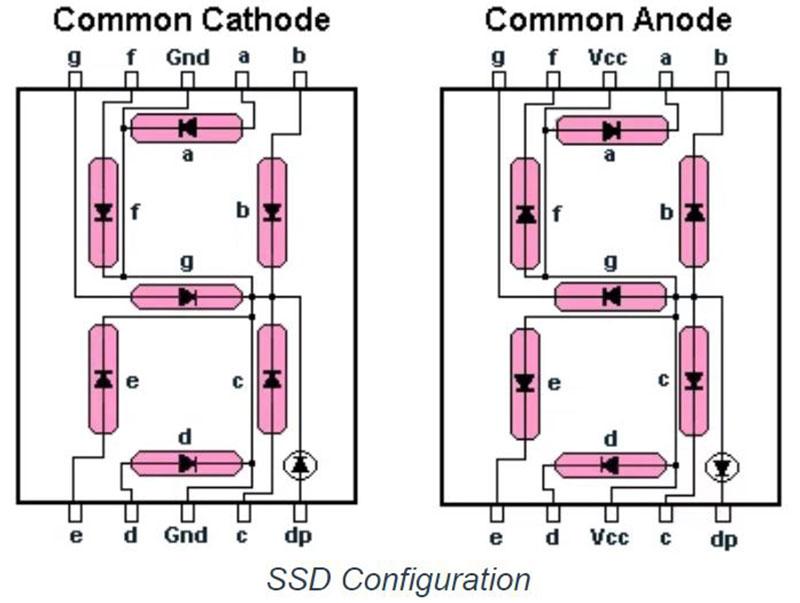 Common Cathode
g f Gnd a b
a
f b
g
e c
d
e d Gnd c dp
Common Anode
g f Vcc a b
a
f b
g
e c
d
e d Vcc c dp
SSD Configuration